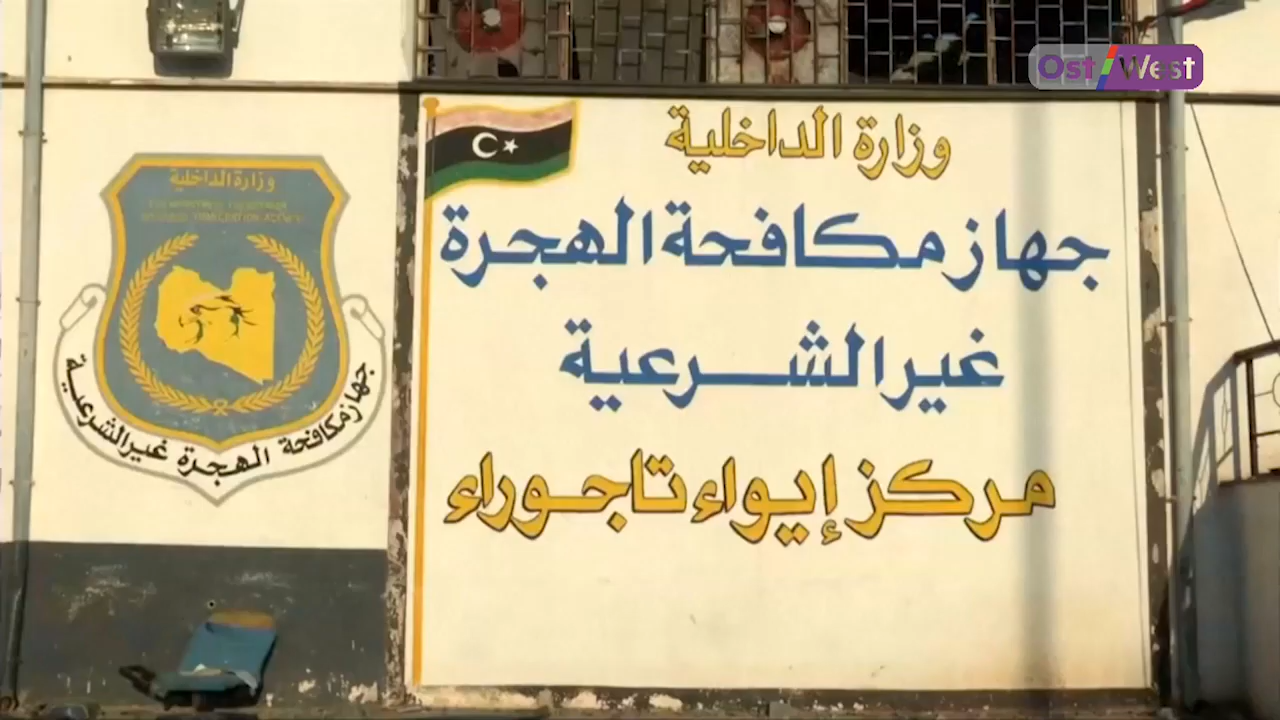 Ost/West
وزارة الداخلية
جهاز مكافحة الهجرة
غير الشرعية
مركز إيواء تاجوراء
وزارة الداخلية
جهاز مكافحة الهجرة غير الشرعية